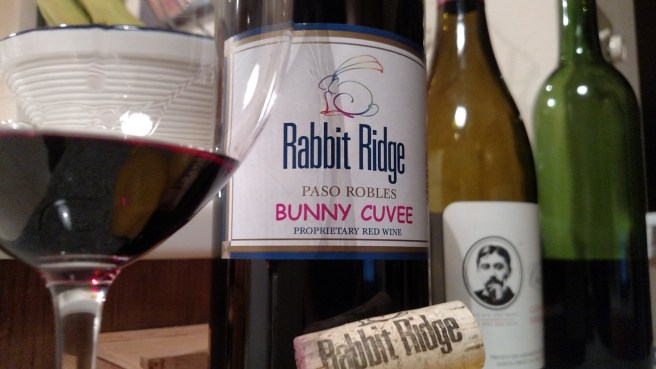 Rabbit Ridge
PASO ROBLES
BUNNY CUVEE
PROPRIETARY RED WINE
Rabbit Ridge